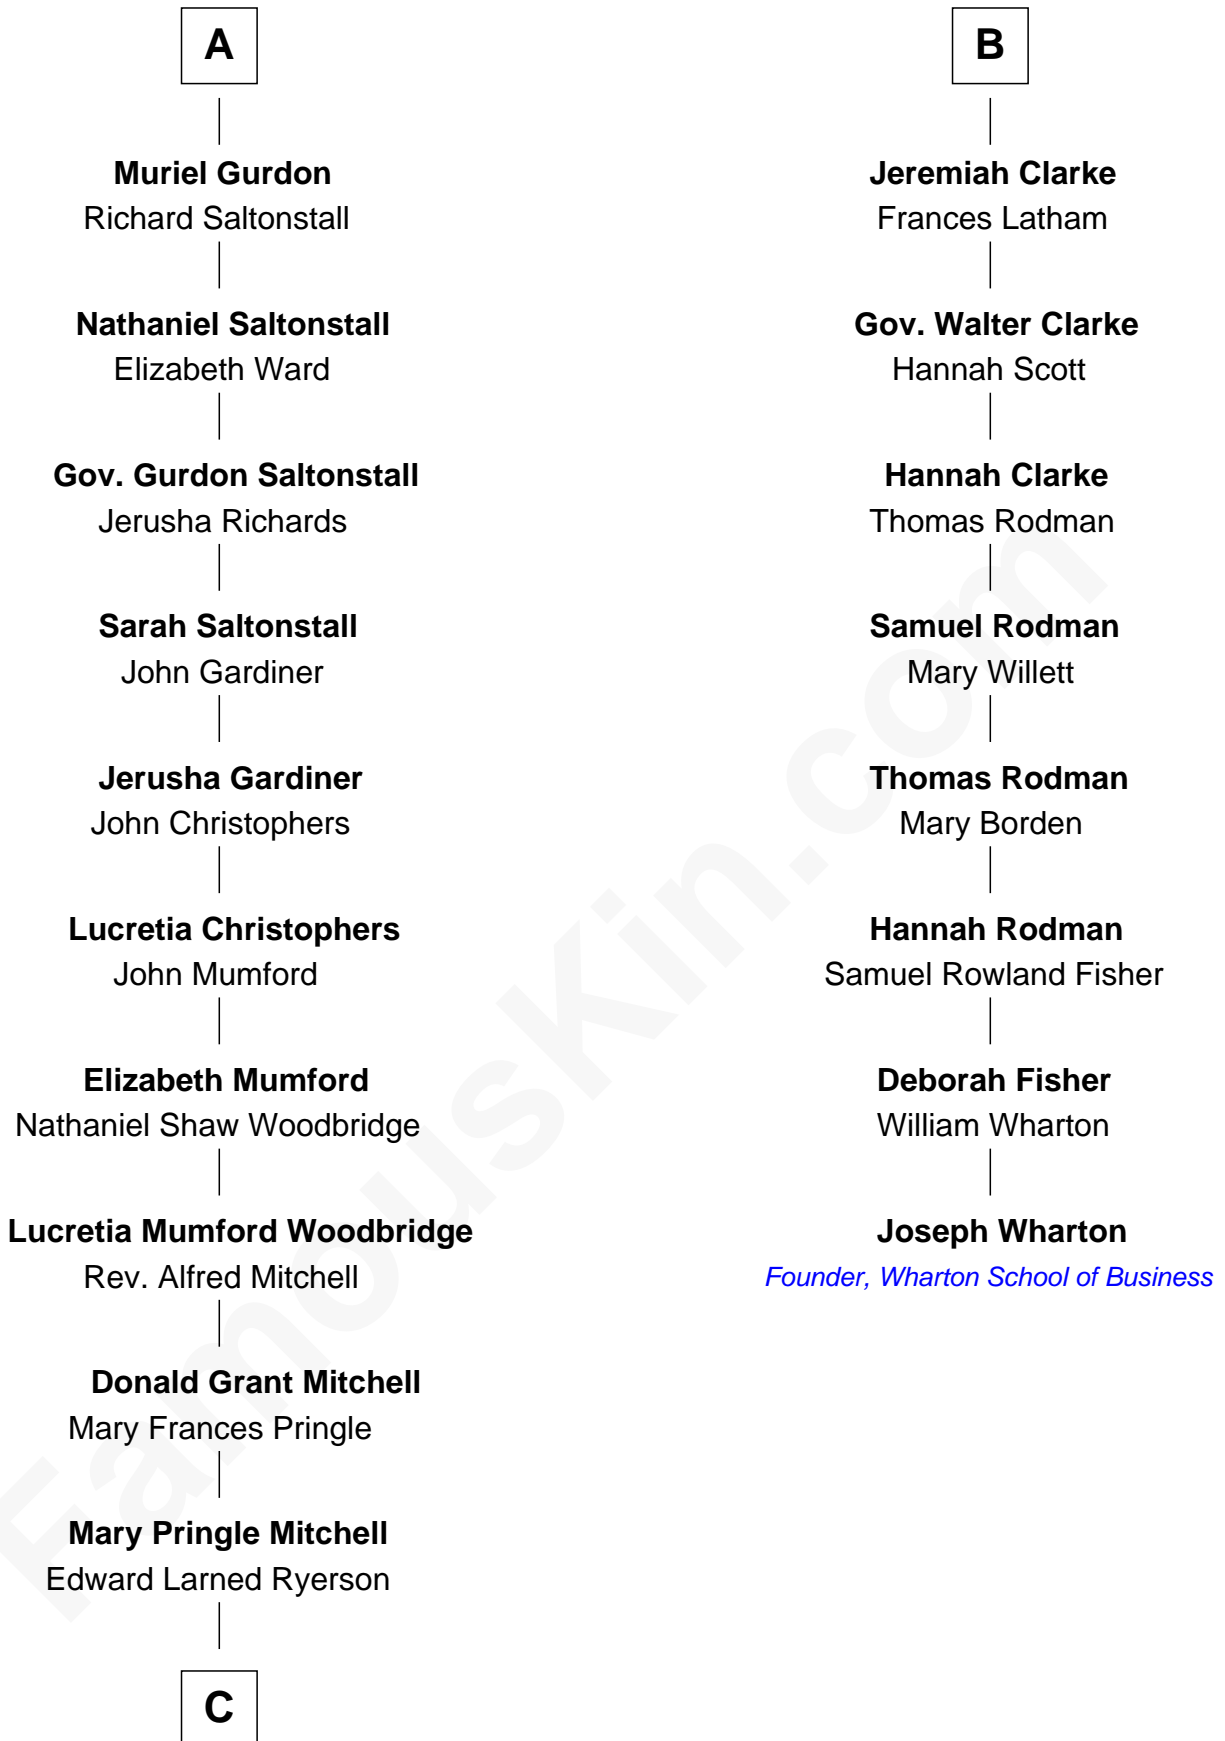 A
Muriel Gurdon
Richard Saltonstall
Nathaniel Saltonstall
Elizabeth Ward
Gov. Gurdon Saltonstall
Jerusha Richards
Sarah Saltonstall
John Gardiner
Jerusha Gardiner
John Christophers
Lucretia Christophers
John Mumford
Elizabeth Mumford
Nathaniel Shaw Woodbridge
Lucretia Mumford Woodbridge
Rev. Alfred Mitchell
Donald Grant Mitchell
Mary Frances Pringle
Mary Pringle Mitchell
Edward Larned Ryerson
C
B
Jeremiah Clarke
Frances Latham
Gov. Walter Clarke
Hannah Scott
Hannah Clarke
Thomas Rodman
Samuel Rodman
Mary Willett
Thomas Rodman
Mary Borden
Hannah Rodman
Samuel Rowland Fisher
Deborah Fisher
William Wharton
Joseph Wharton
Founder, Wharton School of Business
FamousKin.com